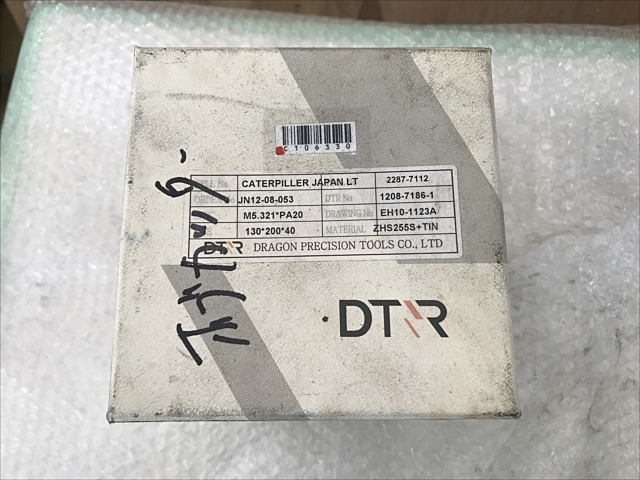 C106330
CATERPILLER JAPAN LT 2287-7112
JN12-08-053 DTR No 1208-7186-1
M5.321*PA20 DRAWING No EH10-1123A
130*200*40 MATERIAL ZHS255S+TIN
DTR DRAGON PRECISION TOOLS CO., LTD
DTR